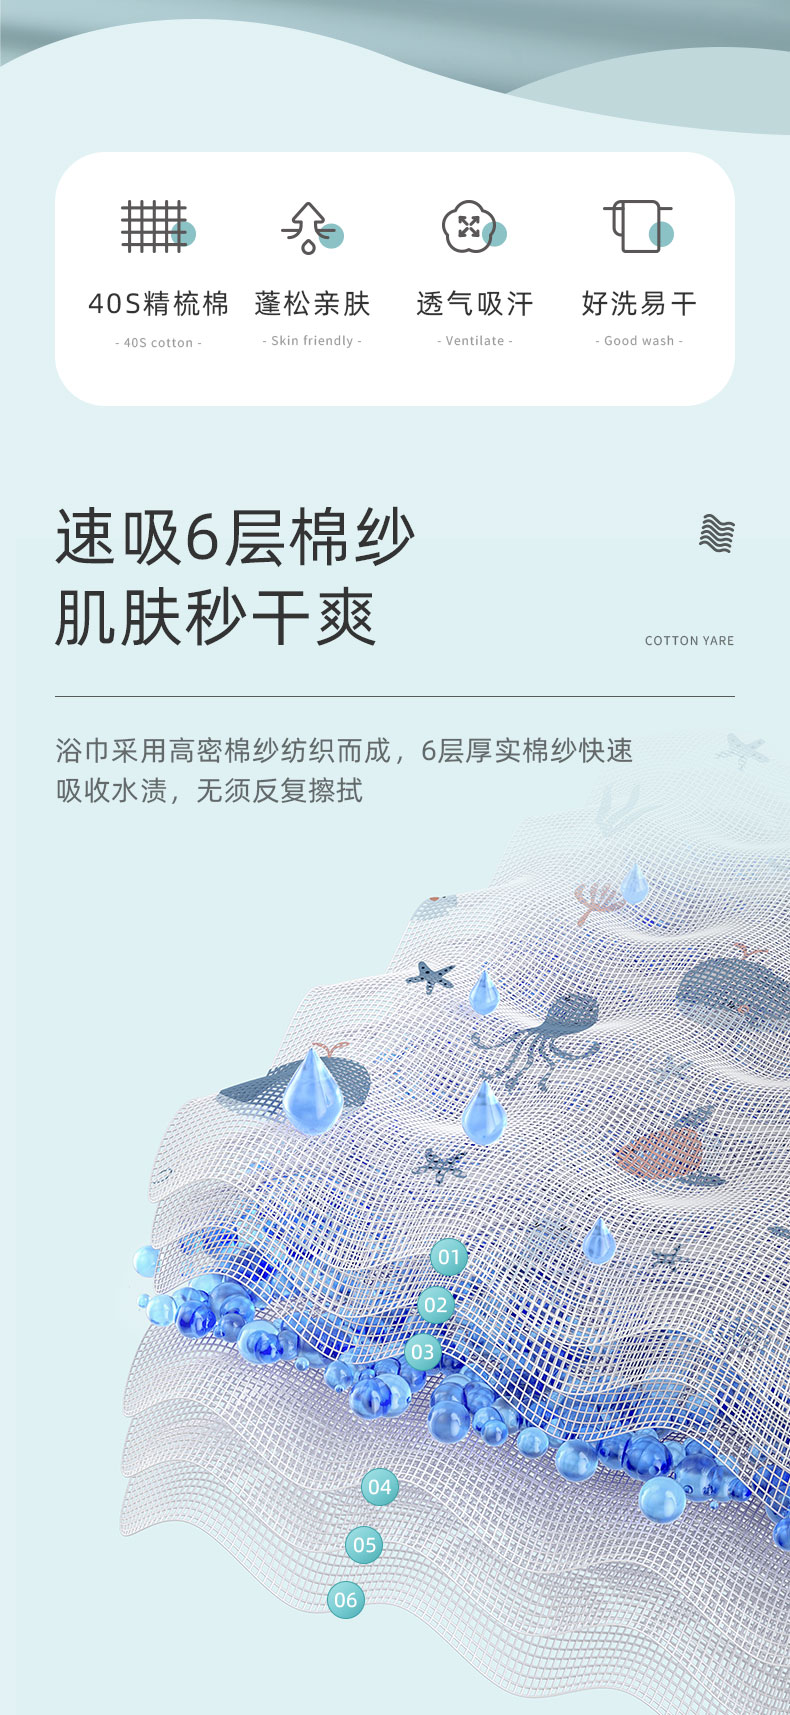 40S精梳棉
- 40S cotton -
蓬松亲肤
- Skin friendly -
透气吸汗
- Ventilate -
好洗易干
- Good wash -
速吸6层棉纱
肌肤秒干爽
COTTON YARE
浴巾采用高密棉纱纺织而成，6层厚实棉纱快速
吸收水渍，无须反复擦拭
01
02
03
04
05
06